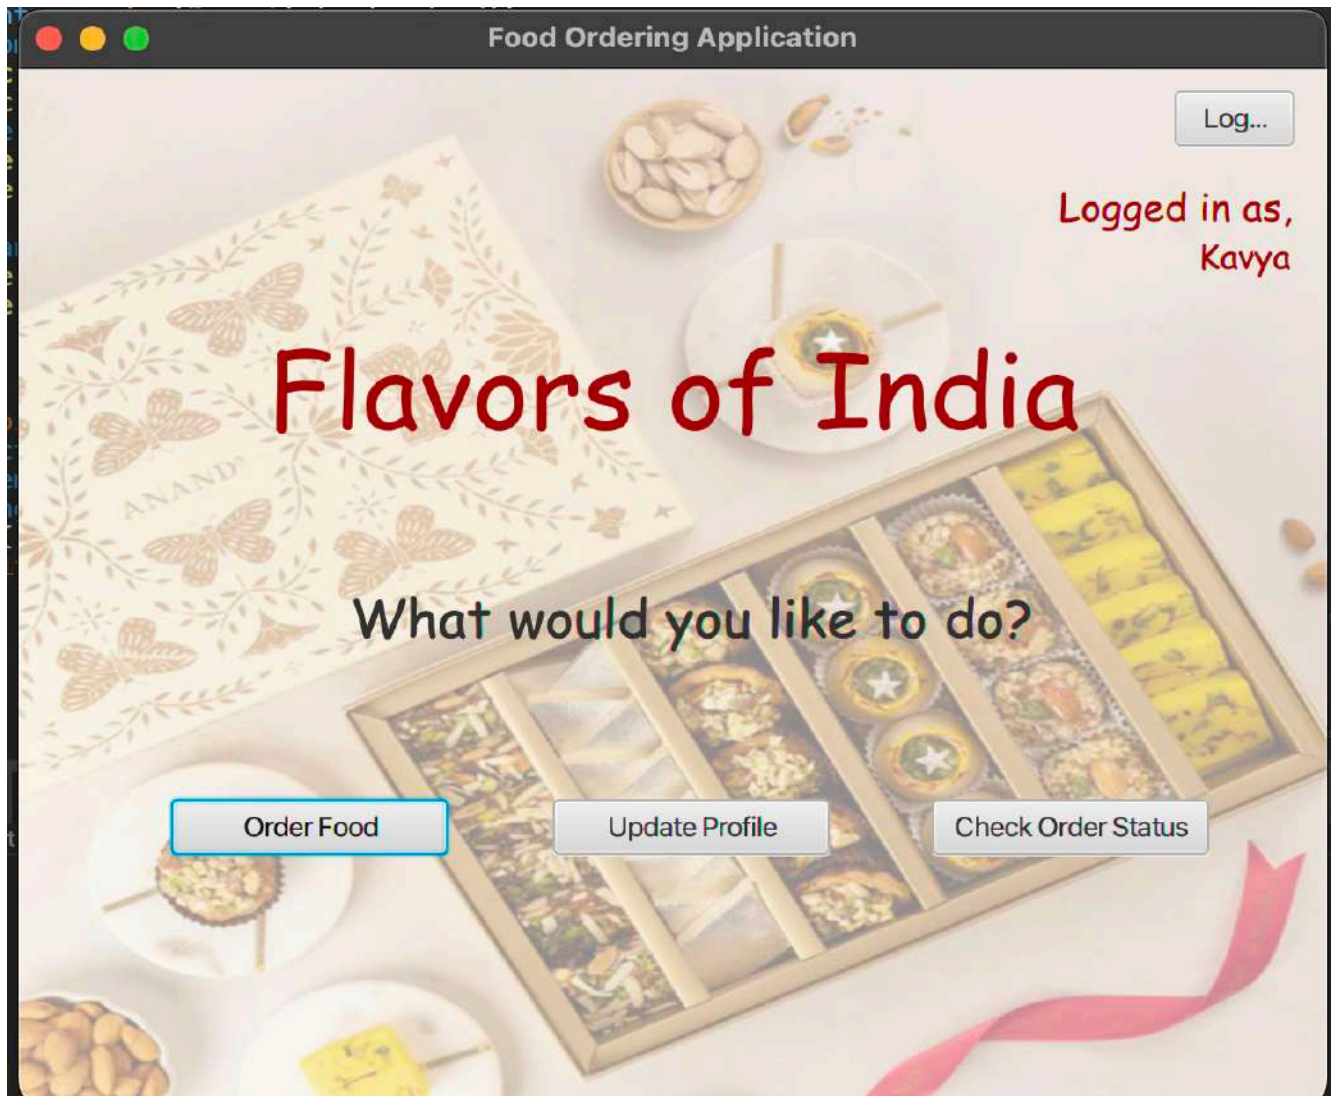 Food Ordering Application
Log...
Logged in as,
Kavya
Flavors of India
ANAND
What would you like to do?
Order Food
Update Profile
Check Order Status